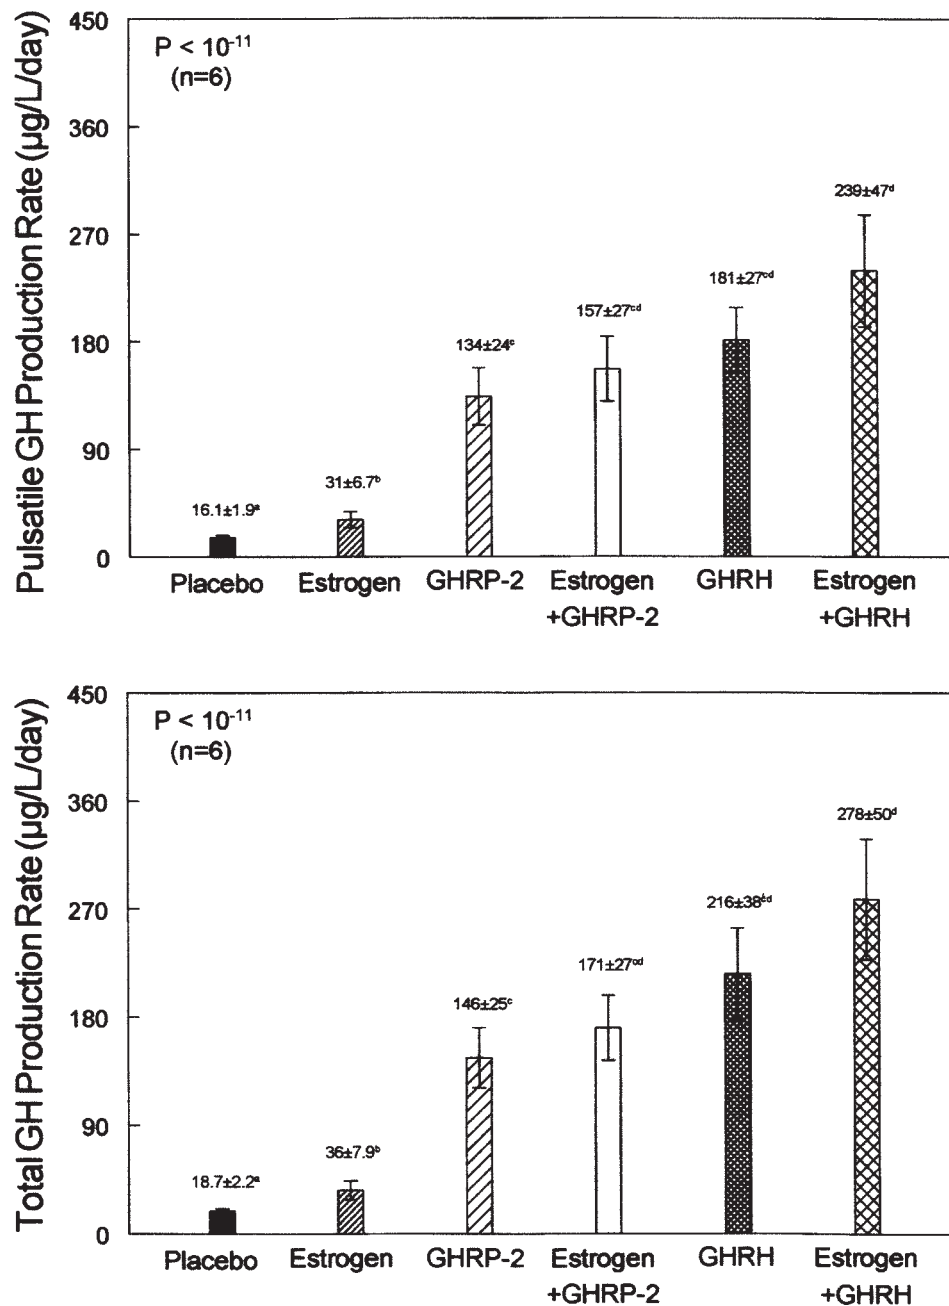 Pulsatile GH Production Rate (µg/L/day)
450
360
270
180
90
0
P < 10⁻¹¹
(n=6)
16.1±1.9ᵃ
31±6.7ᵇ
134±24ᶜ
157±27ᶜᵈ
181±27ᶜᵈ
239±47ᵈ
Placebo
Estrogen
GHRP-2
Estrogen
+GHRP-2
GHRH
Estrogen
+GHRH
Total GH Production Rate (µg/L/day)
450
360
270
180
90
0
P < 10⁻¹¹
(n=6)
18.7±2.2ᵃ
36±7.9ᵇ
146±25ᶜ
171±27ᶜᵈ
216±38ᶜᵈ
278±50ᵈ
Placebo
Estrogen
GHRP-2
Estrogen
+GHRP-2
GHRH
Estrogen
+GHRH